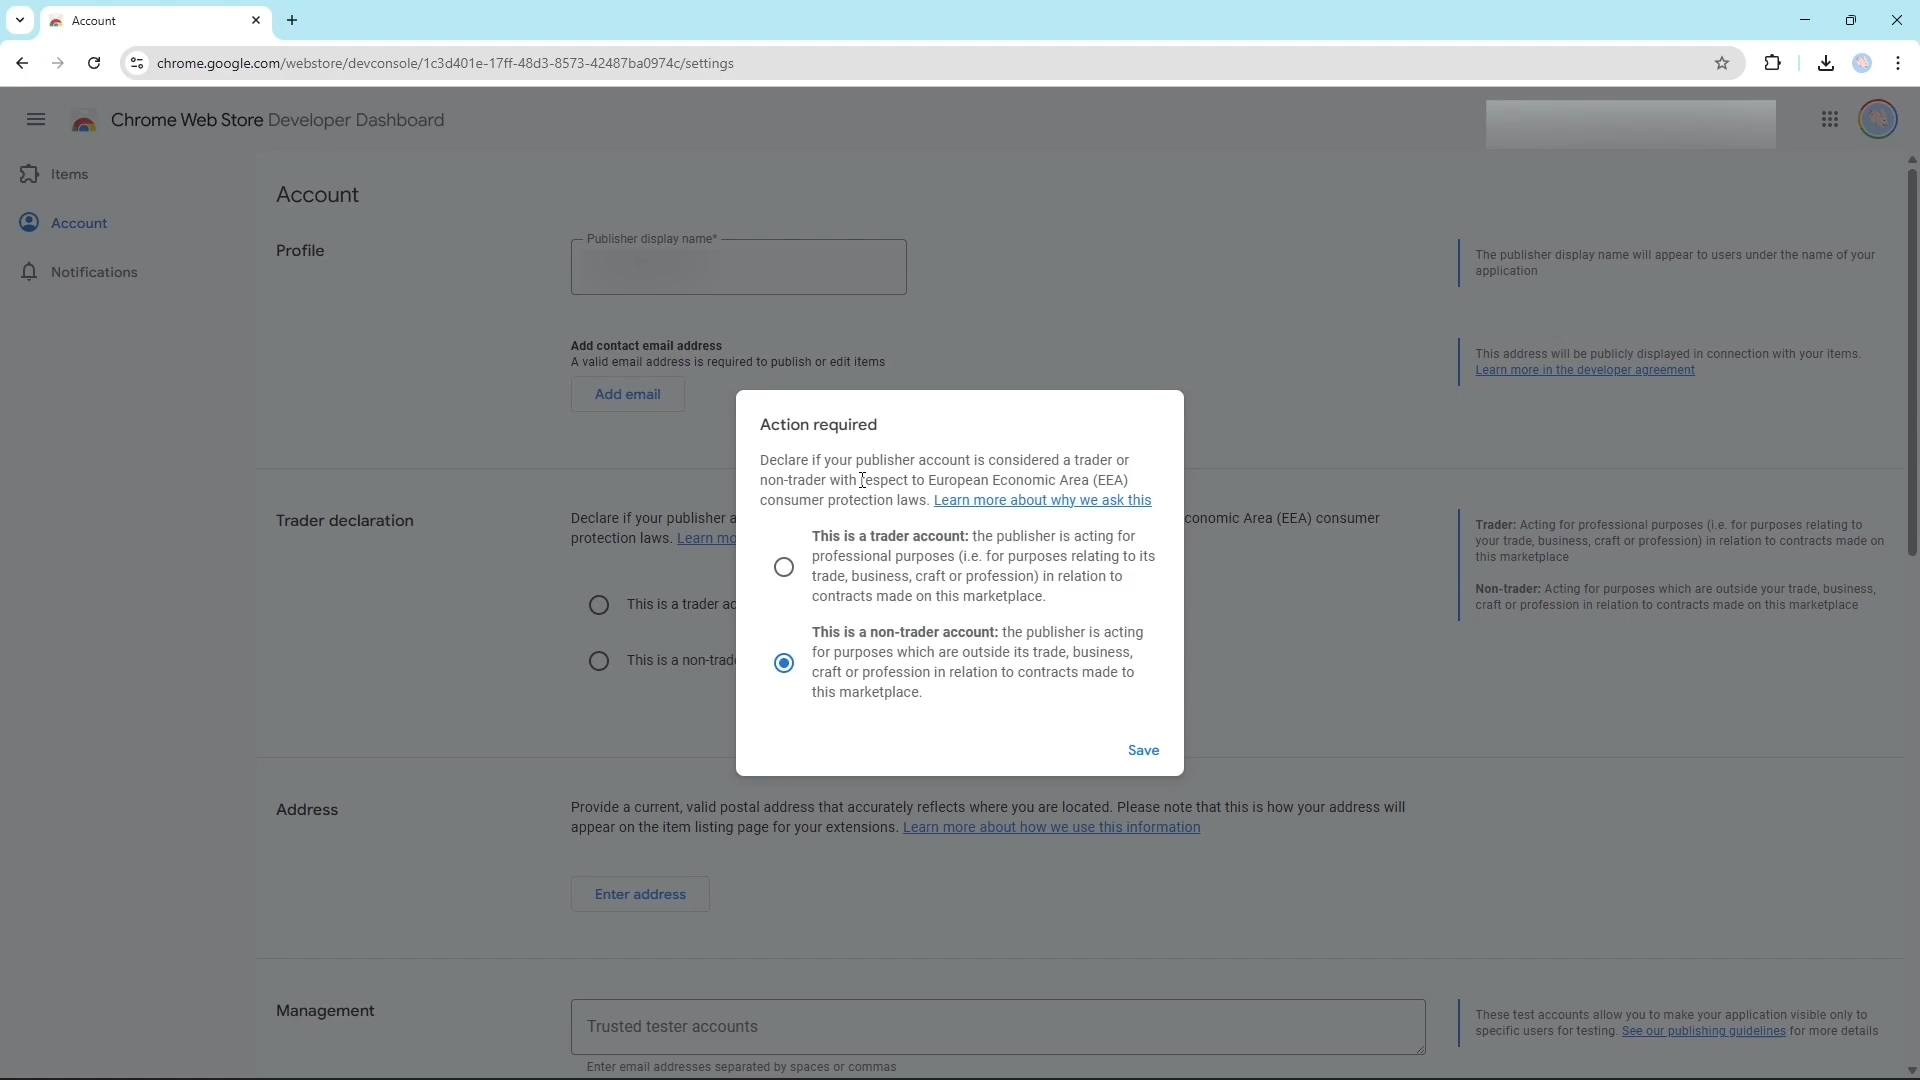 Account
chrome.google.com/webstore/devconsole/1c3d401e-17ff-48d3-8573-42487ba0974c/settings
Chrome Web Store Developer Dashboard
Items
Account
Notifications
Account
Profile
Publisher display name*
The publisher display name will appear to users under the name of your
application
Add contact email address
A valid email address is required to publish or edit items
Add email
This address will be publicly displayed in connection with your items.
Learn more in the developer agreement
Action required
Declare if your publisher account is considered a trader or
non-trader with respect to European Economic Area (EEA)
consumer protection laws. Learn more about why we ask this
This is a trader account: the publisher is acting for
professional purposes (i.e. for purposes relating to its
trade, business, craft or profession) in relation to
contracts made on this marketplace.
This is a non-trader account: the publisher is acting
for purposes which are outside its trade, business,
craft or profession in relation to contracts made to
this marketplace.
Save
Trader declaration
Declare if your publisher a
conomic Area (EEA) consumer
protection laws. Learn mo
This is a trader ac
This is a non-trad
Trader: Acting for professional purposes (i.e. for purposes relating to
your trade, business, craft or profession) in relation to contracts made on
this marketplace
Non-trader: Acting for purposes which are outside your trade, business,
craft or profession in relation to contracts made on this marketplace
Address
Provide a current, valid postal address that accurately reflects where you are located. Please note that this is how your address will
appear on the item listing page for your extensions. Learn more about how we use this information
Enter address
Management
Trusted tester accounts
Enter email addresses separated by spaces or commas
These test accounts allow you to make your application visible only to
specific users for testing. See our publishing guidelines for more details